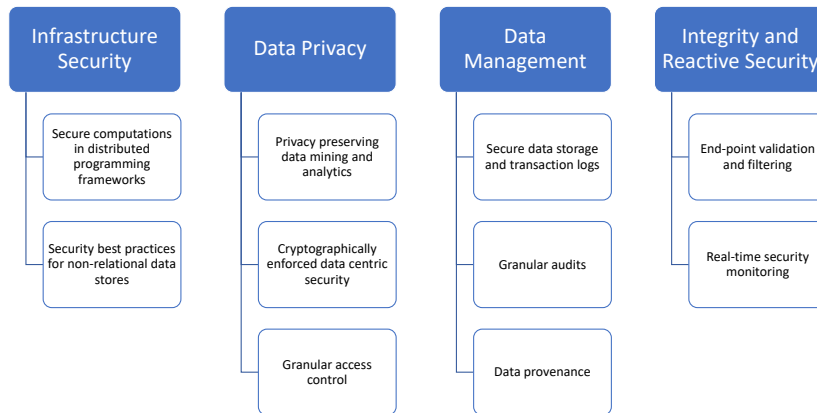 Infrastructure
Security
Secure computations
in distributed
programming
frameworks
Security best practices
for non-relational data
stores
Data Privacy
Privacy preserving
data mining and
analytics
Cryptographically
enforced data centric
security
Granular access
control
Data
Management
Secure data storage
and transaction logs
Granular audits
Data provenance
Integrity and
Reactive Security
End-point validation
and filtering
Real-time security
monitoring